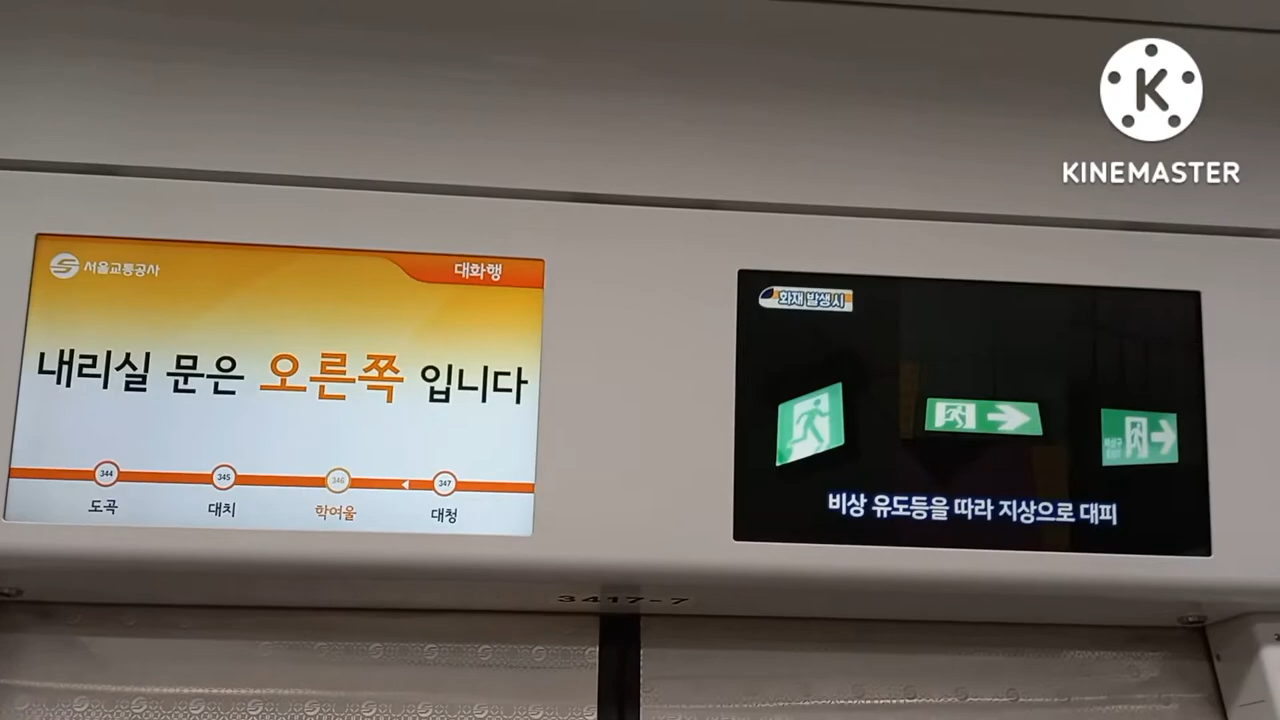 KINEMASTER
서울교통공사
대화행
내리실 문은 오른쪽 입니다
344 345 346 347
도곡 대치 학여울 대청
화재 발생시
비상 유도등을 따라 지상으로 대피
3417-7